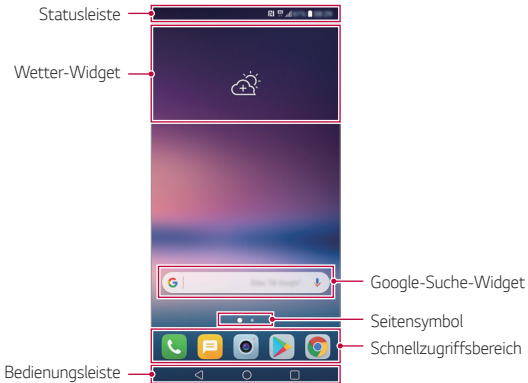 Statusleiste
Wetter-Widget
Google-Suche-Widget
Seitensymbol
Schnellzugriffsbereich
Bedienungsleiste